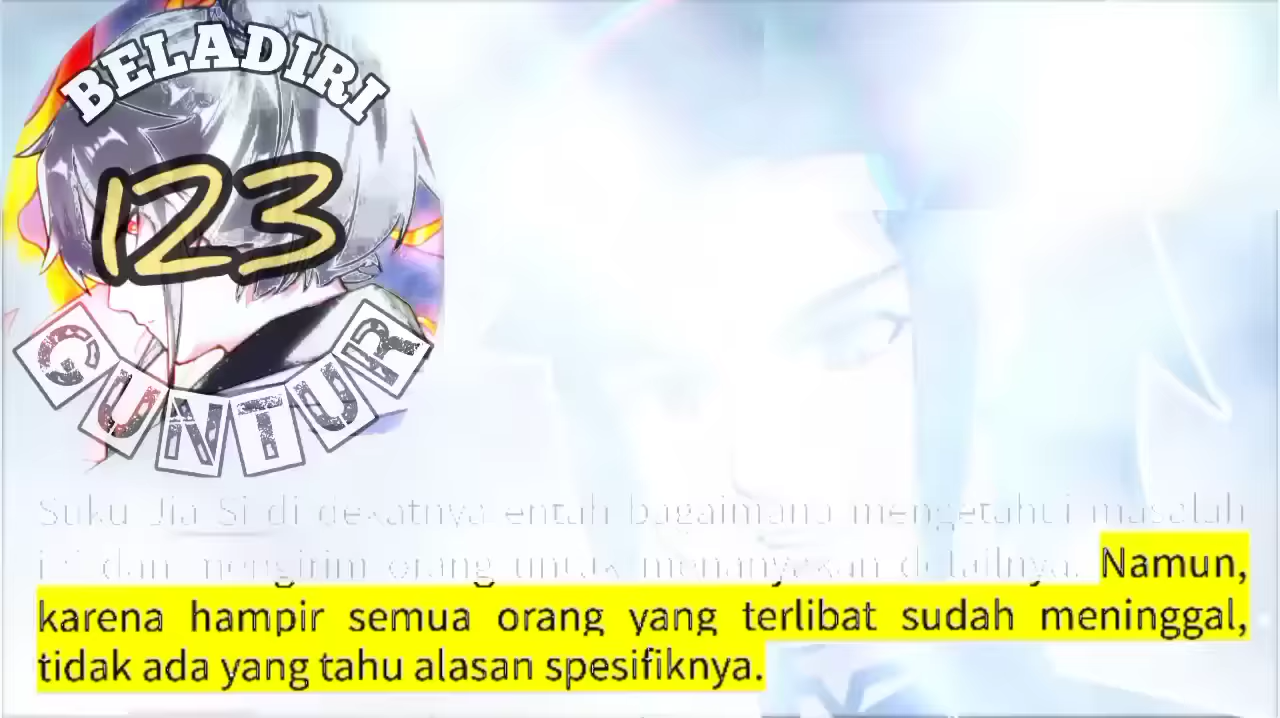 BELADIRI
123
GUNTUR
Suku Jia Si di dekatnya entah bagaimana mengetahui masalah
ini dan mengirim orang untuk menanyakan detailnya. Namun,
karena hampir semua orang yang terlibat sudah meninggal,
tidak ada yang tahu alasan spesifiknya.